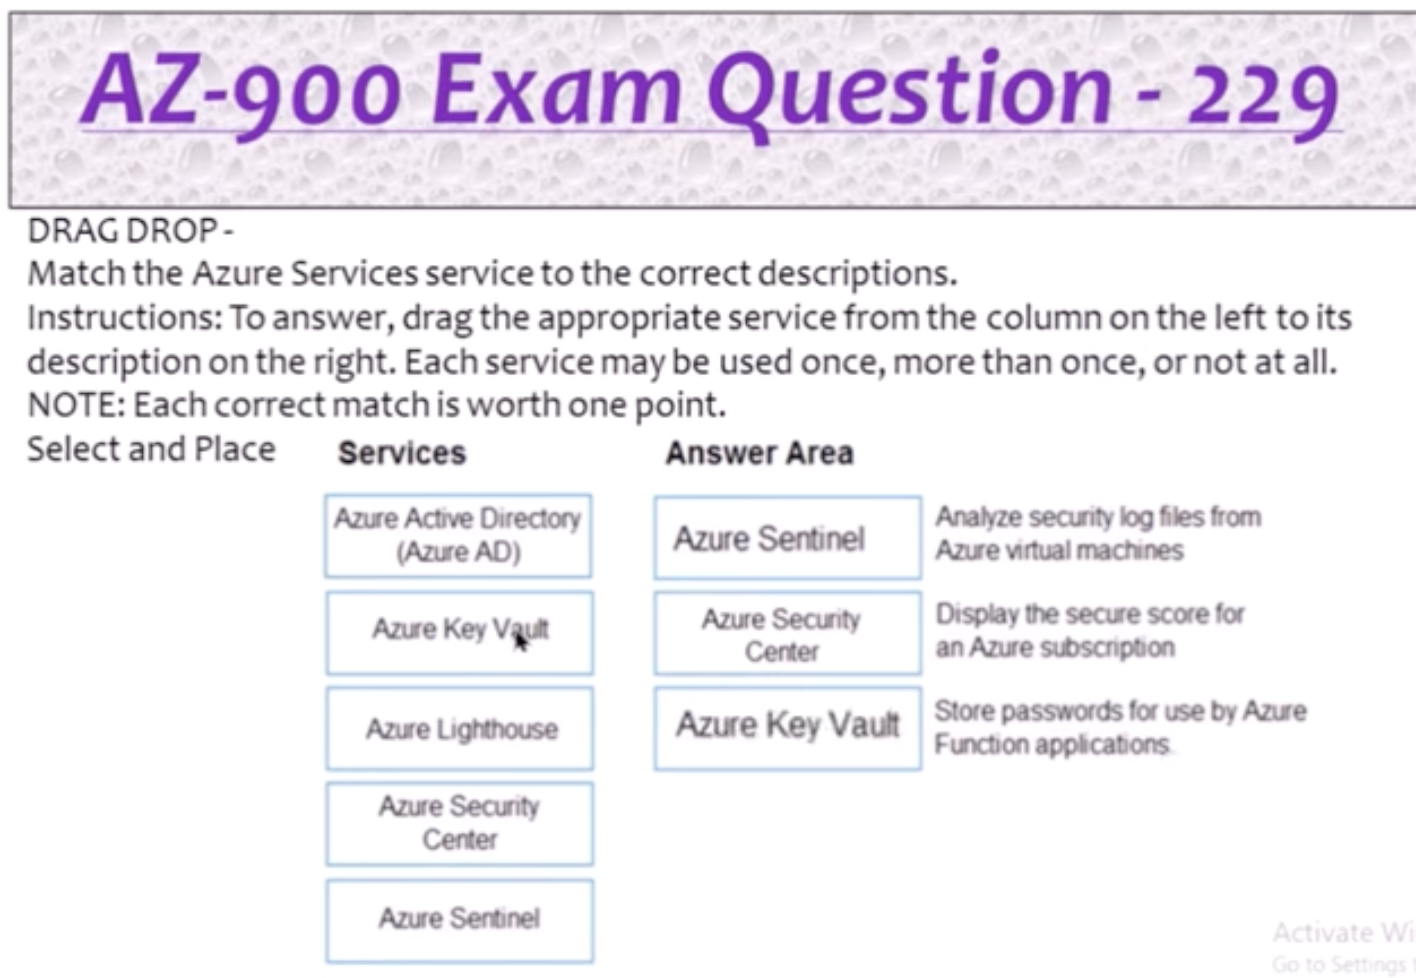 AZ-900 Exam Question - 229
DRAG DROP -
Match the Azure Services service to the correct descriptions.
Instructions: To answer, drag the appropriate service from the column on the left to its
description on the right. Each service may be used once, more than once, or not at all.
NOTE: Each correct match is worth one point.
Select and Place
Services
Answer Area
Azure Active Directory
(Azure AD)
Azure Sentinel
Analyze security log files from
Azure virtual machines
Azure Key Vault
Azure Security
Center
Display the secure score for
an Azure subscription
Azure Lighthouse
Azure Key Vault
Store passwords for use by Azure
Function applications
Azure Security
Center
Azure Sentinel
Activate Wi
Go to Settings